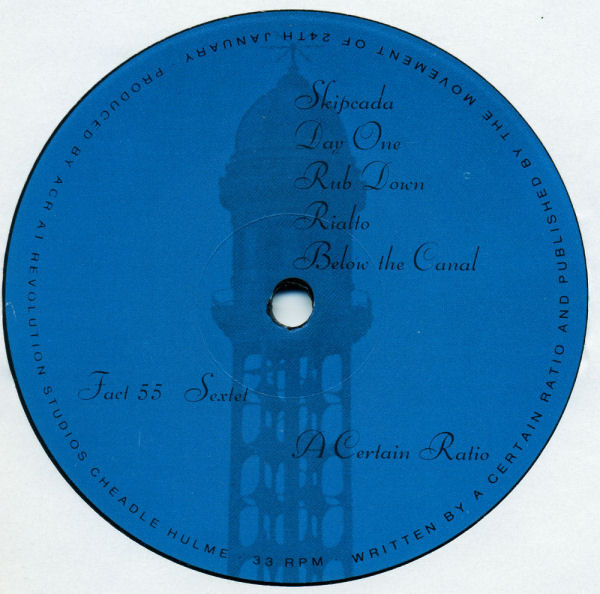 Skipcada
Day One
Rub Down
Rialto
Below the Canal
Fact 55 Sextet
A Certain Ratio
WRITTEN BY A CERTAIN RATIO AND PUBLISHED BY THE MOVEMENT OF 24TH JANUARY · PRODUCED BY ACR AT REVOLUTION STUDIOS CHEADLE HULME · 33 RPM ·